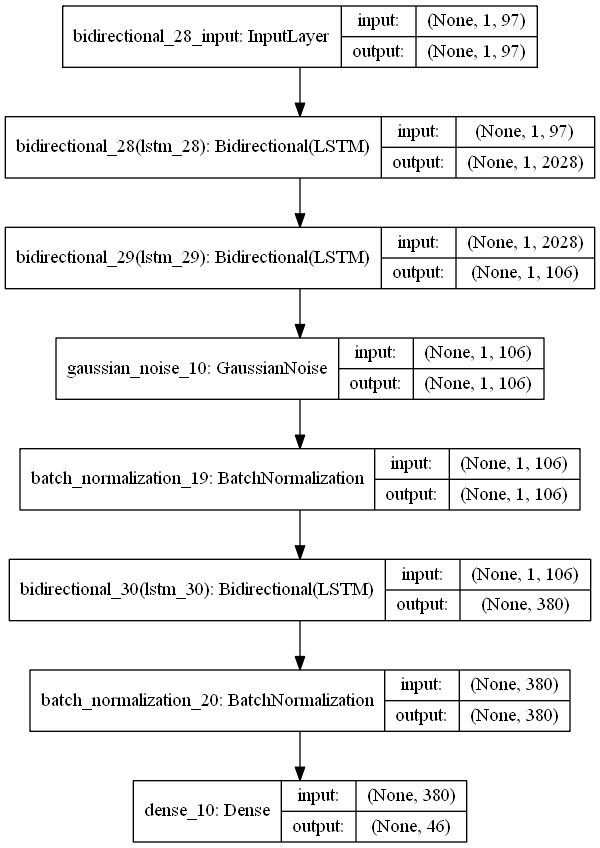 bidirectional_28_input: InputLayer
input: (None, 1, 97)
output: (None, 1, 97)
bidirectional_28(lstm_28): Bidirectional(LSTM)
input: (None, 1, 97)
output: (None, 1, 2028)
bidirectional_29(lstm_29): Bidirectional(LSTM)
input: (None, 1, 2028)
output: (None, 1, 106)
gaussian_noise_10: GaussianNoise
input: (None, 1, 106)
output: (None, 1, 106)
batch_normalization_19: BatchNormalization
input: (None, 1, 106)
output: (None, 1, 106)
bidirectional_30(lstm_30): Bidirectional(LSTM)
input: (None, 1, 106)
output: (None, 380)
batch_normalization_20: BatchNormalization
input: (None, 380)
output: (None, 380)
dense_10: Dense
input: (None, 380)
output: (None, 46)